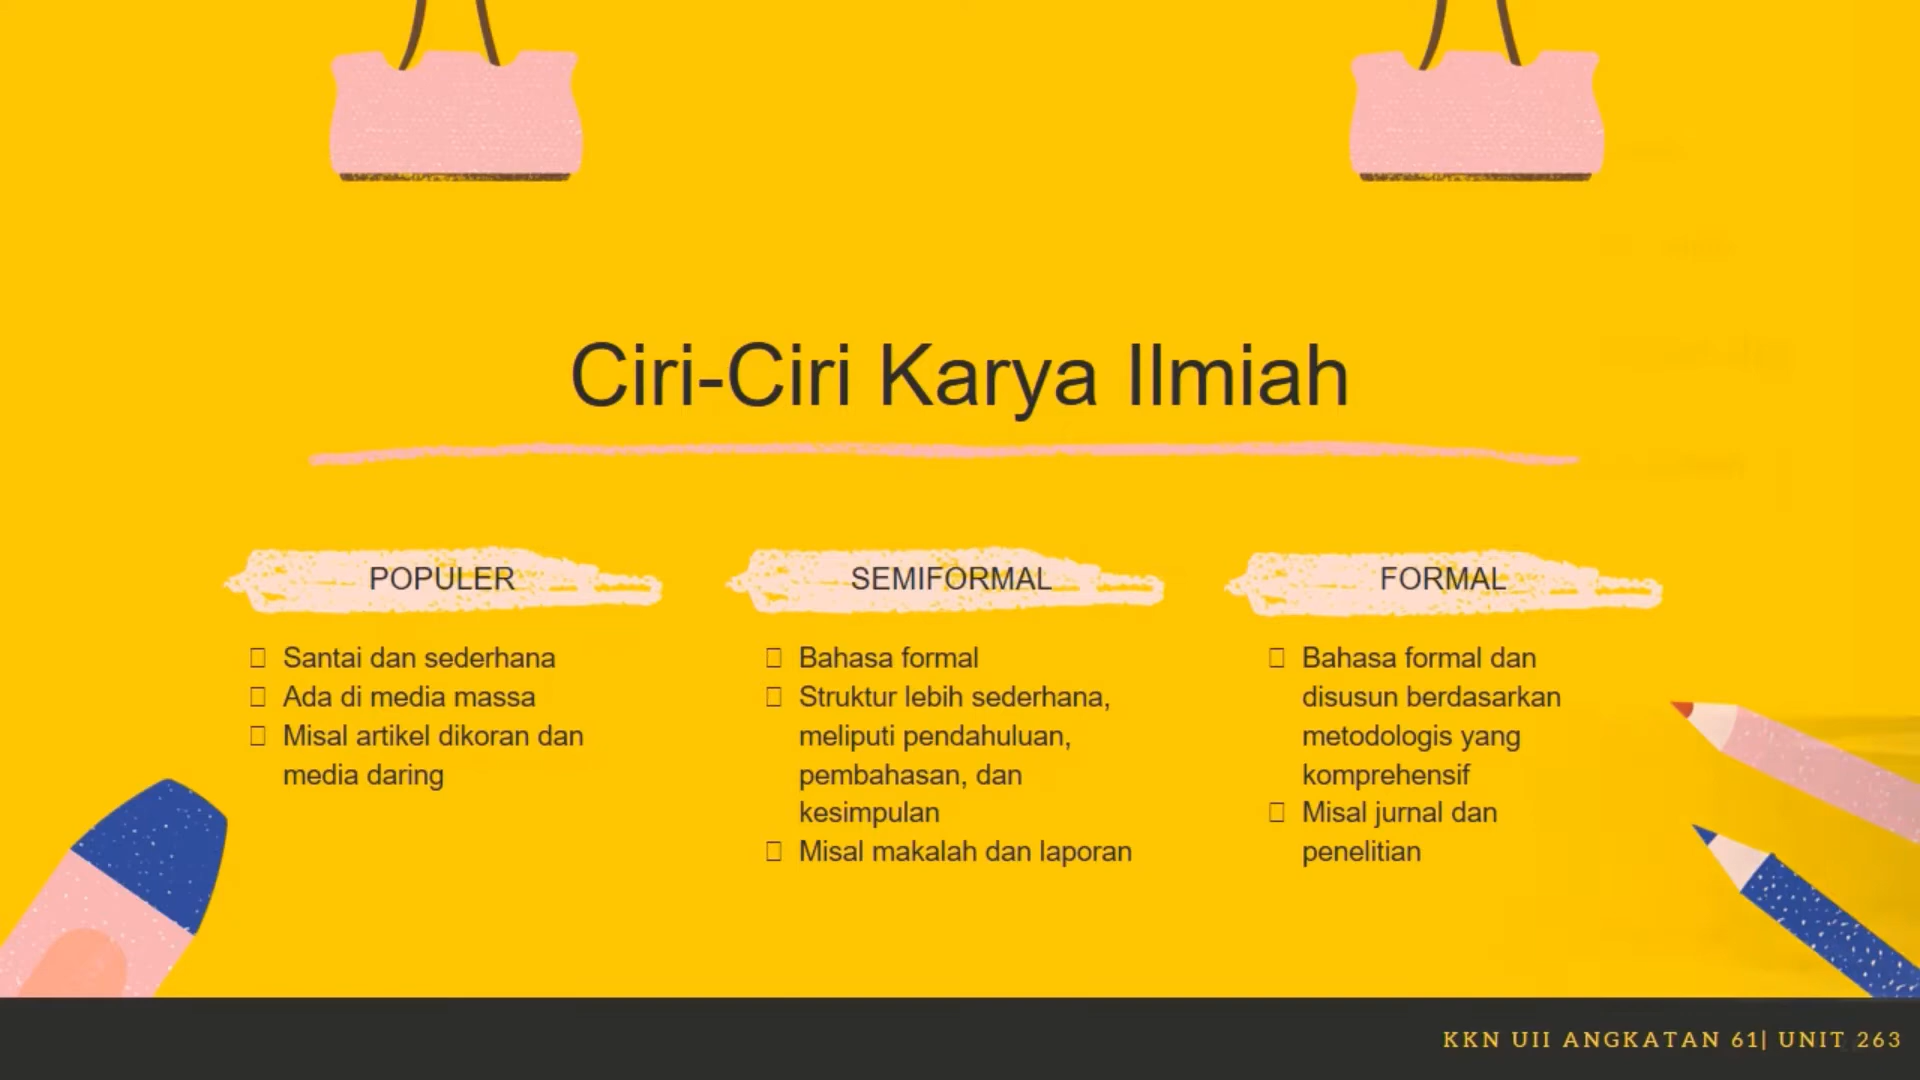 Ciri-Ciri Karya Ilmiah
POPULER
Santai dan sederhana
Ada di media massa
Misal artikel dikoran dan
media daring
SEMIFORMAL
Bahasa formal
Struktur lebih sederhana,
meliputi pendahuluan,
pembahasan, dan
kesimpulan
Misal makalah dan laporan
FORMAL
Bahasa formal dan
disusun berdasarkan
metodologis yang
komprehensif
Misal jurnal dan
penelitian
KKN UII ANGKATAN 61| UNIT 263